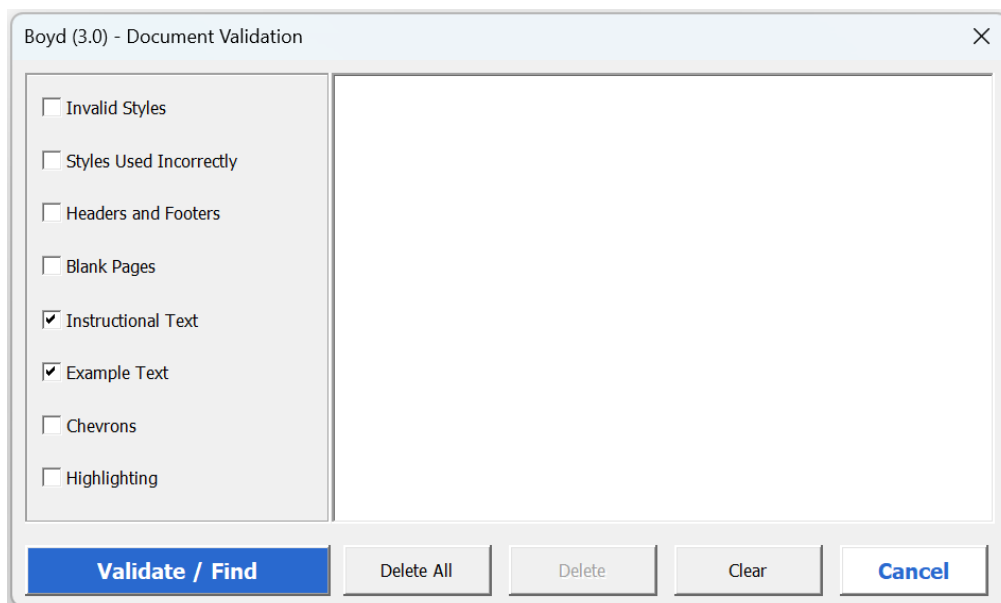 Boyd (3.0) - Document Validation
Invalid Styles
Styles Used Incorrectly
Headers and Footers
Blank Pages
Instructional Text
Example Text
Chevrons
Highlighting
Validate / Find
Delete All
Delete
Clear
Cancel